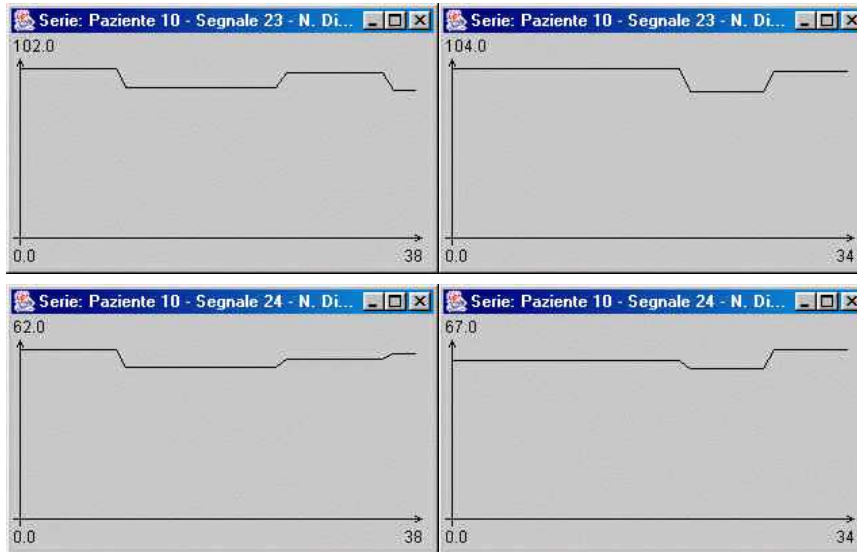 Serie: Paziente 10 - Segnale 23 - N. Di...
102.0
0.0 38
Serie: Paziente 10 - Segnale 23 - N. Di...
104.0
0.0 34
Serie: Paziente 10 - Segnale 24 - N. Di...
62.0
0.0 38
Serie: Paziente 10 - Segnale 24 - N. Di...
67.0
0.0 34